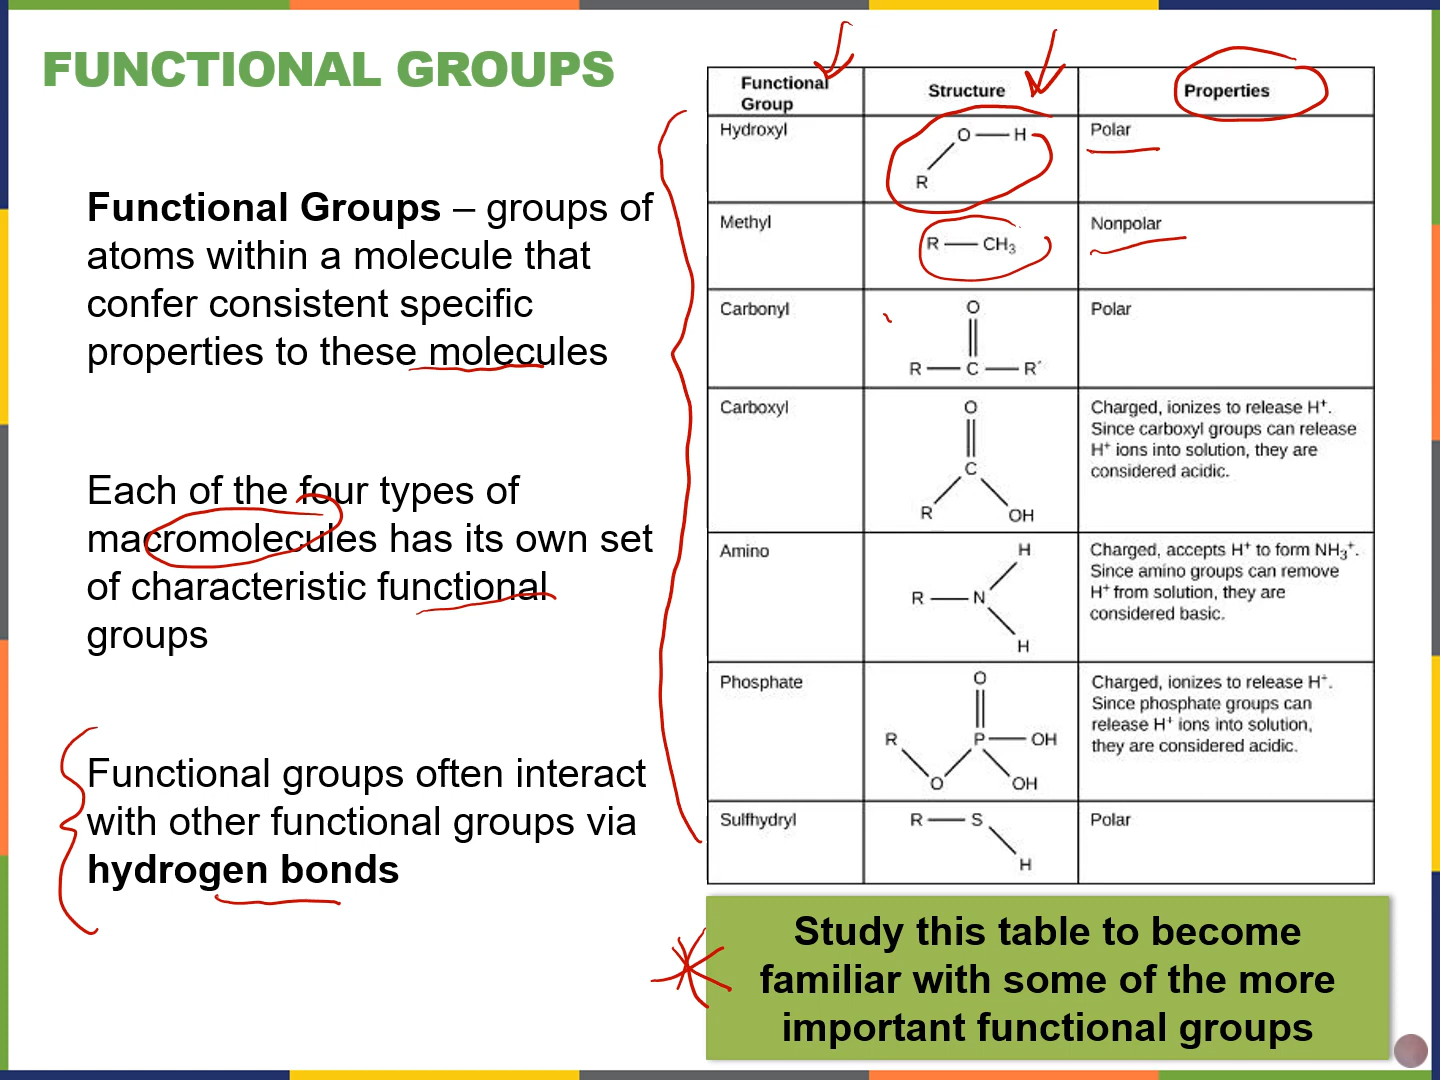 FUNCTIONAL GROUPS
Functional Groups – groups of
atoms within a molecule that
confer consistent specific
properties to these molecules
Each of the four types of
macromolecules has its own set
of characteristic functional
groups
Functional groups often interact
with other functional groups via
hydrogen bonds
Functional
Group
Structure
Properties
Hydroxyl
O H
R
Polar
Methyl
R CH₃
Nonpolar
Carbonyl
O
R C R′
Polar
Carboxyl
O
C
R OH
Charged, ionizes to release H⁺.
Since carboxyl groups can release
H⁺ ions into solution, they are
considered acidic.
Amino
H
R N
H
Charged, accepts H⁺ to form NH₃⁺.
Since amino groups can remove
H⁺ from solution, they are
considered basic.
Phosphate
O
R P OH
O OH
Charged, ionizes to release H⁺.
Since phosphate groups can
release H⁺ ions into solution,
they are considered acidic.
Sulfhydryl
R S
H
Polar
Study this table to become
familiar with some of the more
important functional groups